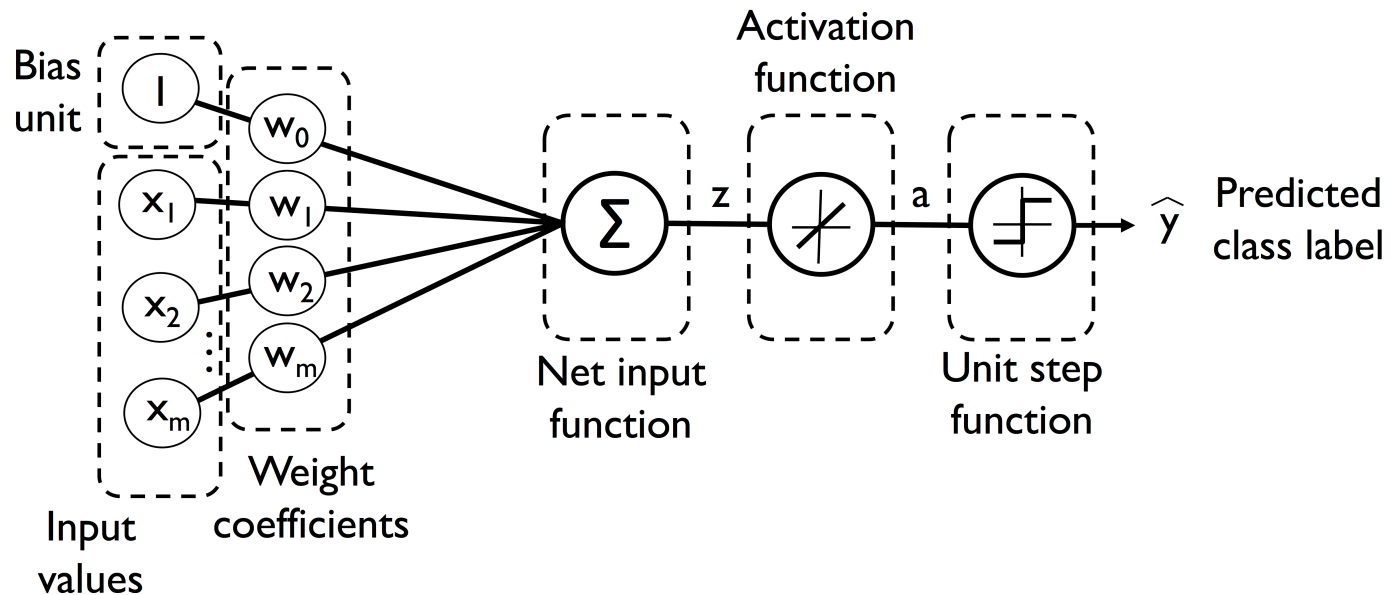 Activation
function
Bias
unit
1
w₀
x₁
w₁
x₂
w₂
xₘ
wₘ
Σ
z
a
ŷ
Predicted
class label
Net input
function
Unit step
function
Weight
coefficients
Input
values